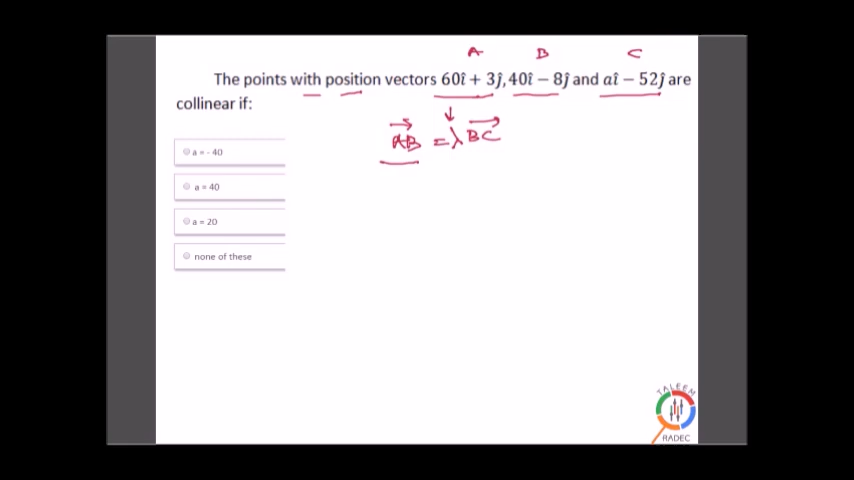 A B C
The points with position vectors 60î + 3ĵ, 40î − 8ĵ and aî − 52ĵ are
collinear if:
AB = λ BC
a = - 40
a = 40
a = 20
none of these
TALEEM
RADEC